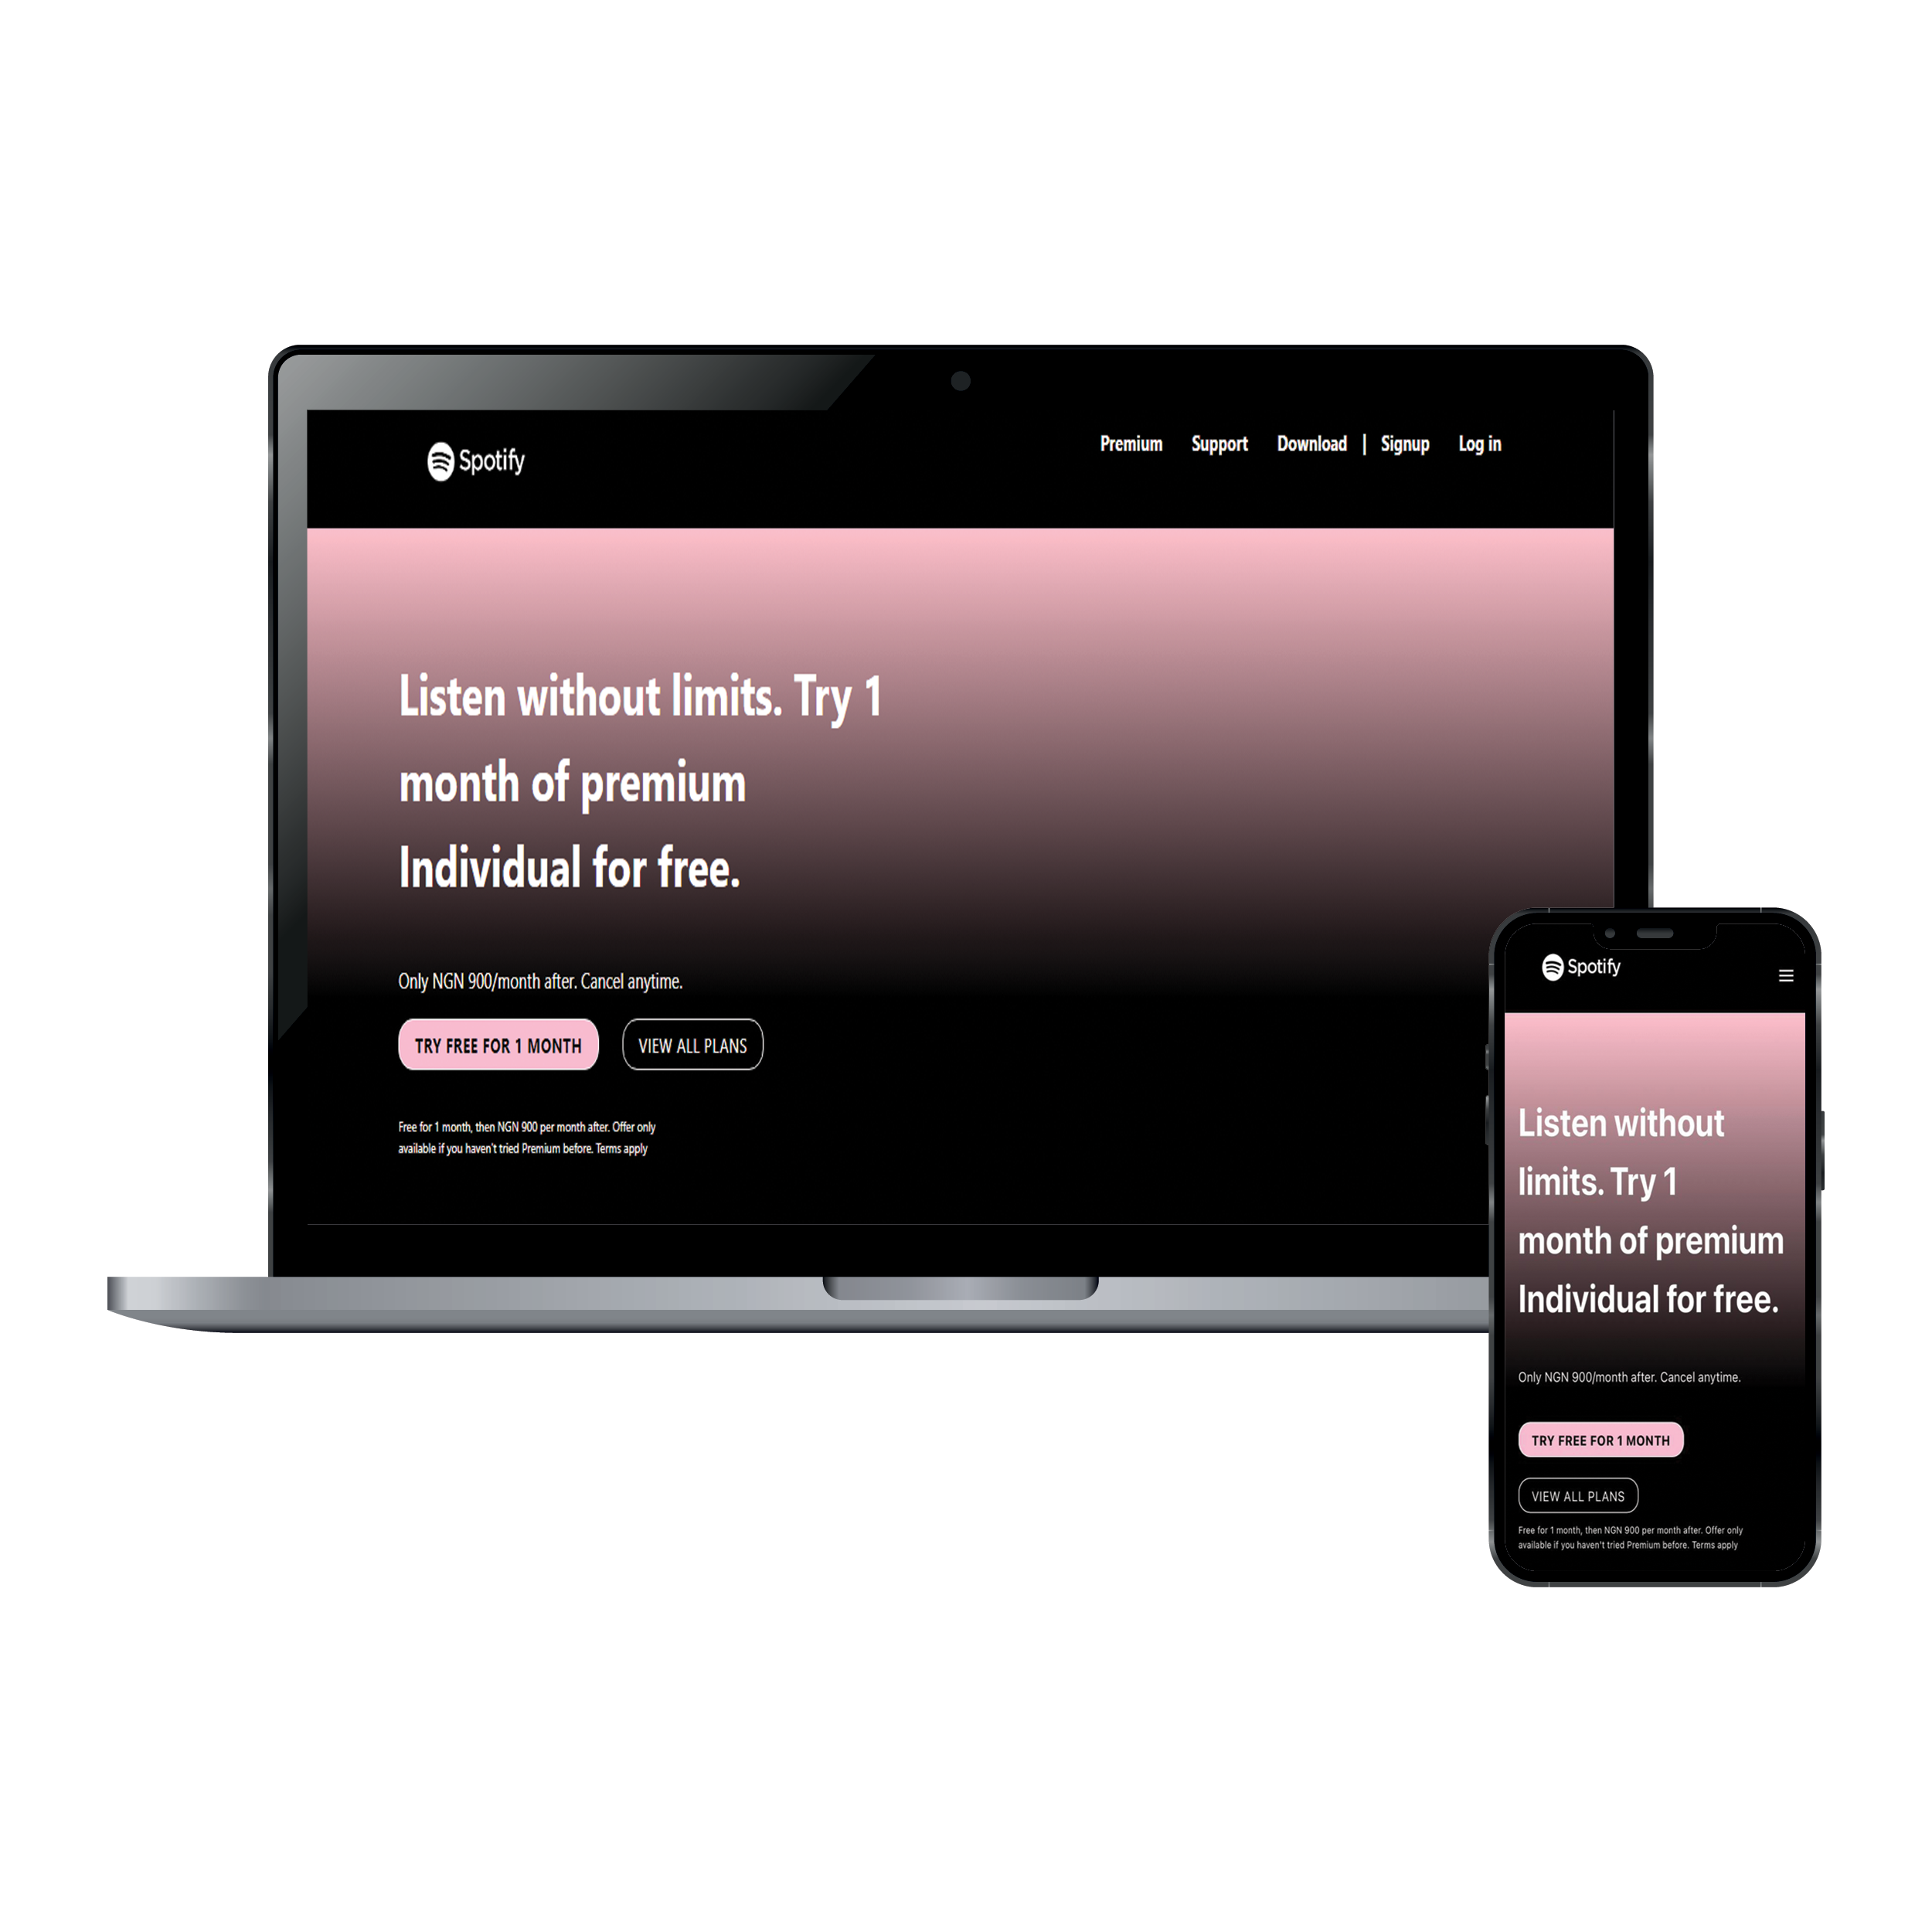 Spotify
Premium Support Download | Signup Log in
Listen without limits. Try 1
month of premium
Individual for free.
Only NGN 900/month after. Cancel anytime.
TRY FREE FOR 1 MONTH
VIEW ALL PLANS
Free for 1 month, then NGN 900 per month after. Offer only
available if you haven't tried Premium before. Terms apply
Spotify
Listen without
limits. Try 1
month of premium
Individual for free.
Only NGN 900/month after. Cancel anytime.
TRY FREE FOR 1 MONTH
VIEW ALL PLANS
Free for 1 month, then NGN 900 per month after. Offer only
available if you haven't tried Premium before. Terms apply